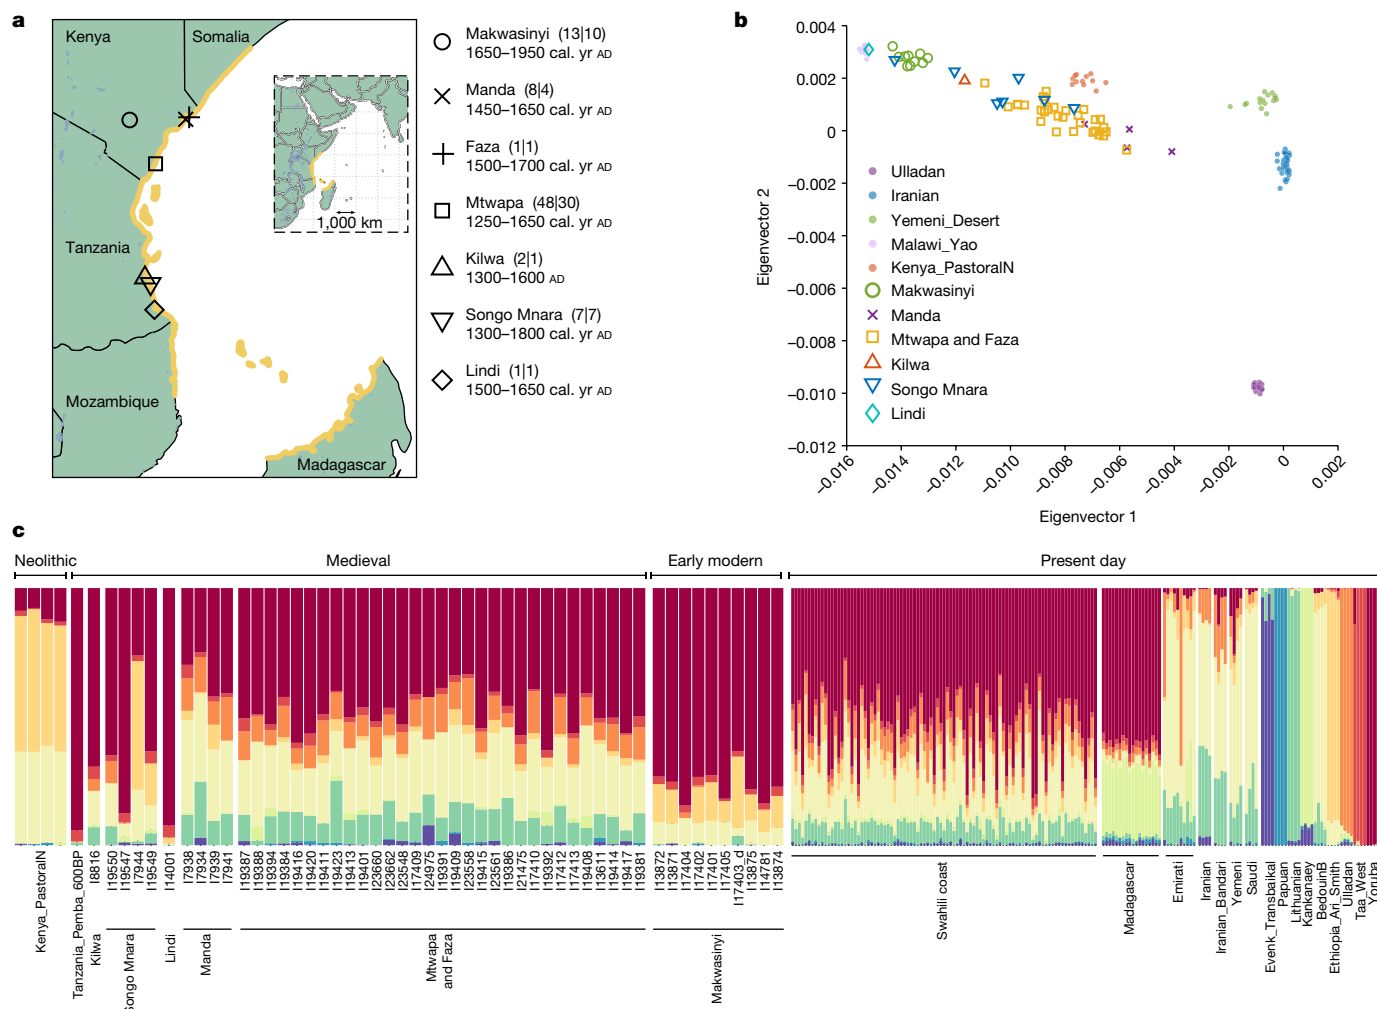 a
Kenya
Somalia
Tanzania
Mozambique
Madagascar
1,000 km
Makwasinyi (13|10)
1650–1950 cal. yr AD
Manda (8|4)
1450–1650 cal. yr AD
Faza (1|1)
1500–1700 cal. yr AD
Mtwapa (48|30)
1250–1650 cal. yr AD
Kilwa (2|1)
1300–1600 AD
Songo Mnara (7|7)
1300–1800 cal. yr AD
Lindi (1|1)
1500–1650 cal. yr AD
b
Eigenvector 2
0.004
0.002
0
−0.002
−0.004
−0.006
−0.008
−0.010
−0.012
Ulladan
Iranian
Yemeni_Desert
Malawi_Yao
Kenya_PastoralN
Makwasinyi
Manda
Mtwapa and Faza
Kilwa
Songo Mnara
Lindi
−0.016
−0.014
−0.012
−0.010
−0.008
−0.006
−0.004
−0.002
0
0.002
Eigenvector 1
c
Neolithic
Medieval
Early modern
Present day
Kenya_PastoralN
Tanzania_Pemba_600BP
I8816
Kilwa
I19550
I19547
I7944
I19549
Songo Mnara
I14001
Lindi
I7938
I7934
I7939
I7941
Manda
I19387
I19388
I19394
I19384
I19416
I19420
I19411
I19423
I19413
I19401
I23660
I23662
I23548
I17409
I24975
I19391
I19409
I23558
I19415
I23561
I19386
I21475
I17410
I19392
I17412
I17413
I19408
I13611
I19414
I19417
I19381
Mtwapa
and Faza
I13872
I13871
I17404
I17402
I17401
I17405
I17403_d
I13875
I14781
I13874
Makwasinyi
Swahili coast
Madagascar
Emirati
Iranian
Iranian_Bandari
Yemeni
Saudi
Evenk_Transbaikal
Papuan
Lithuanian
Kankanaey
BedouinB
Ethiopia_Ari_Smith
Ulladan
Taa_West
Yoruba